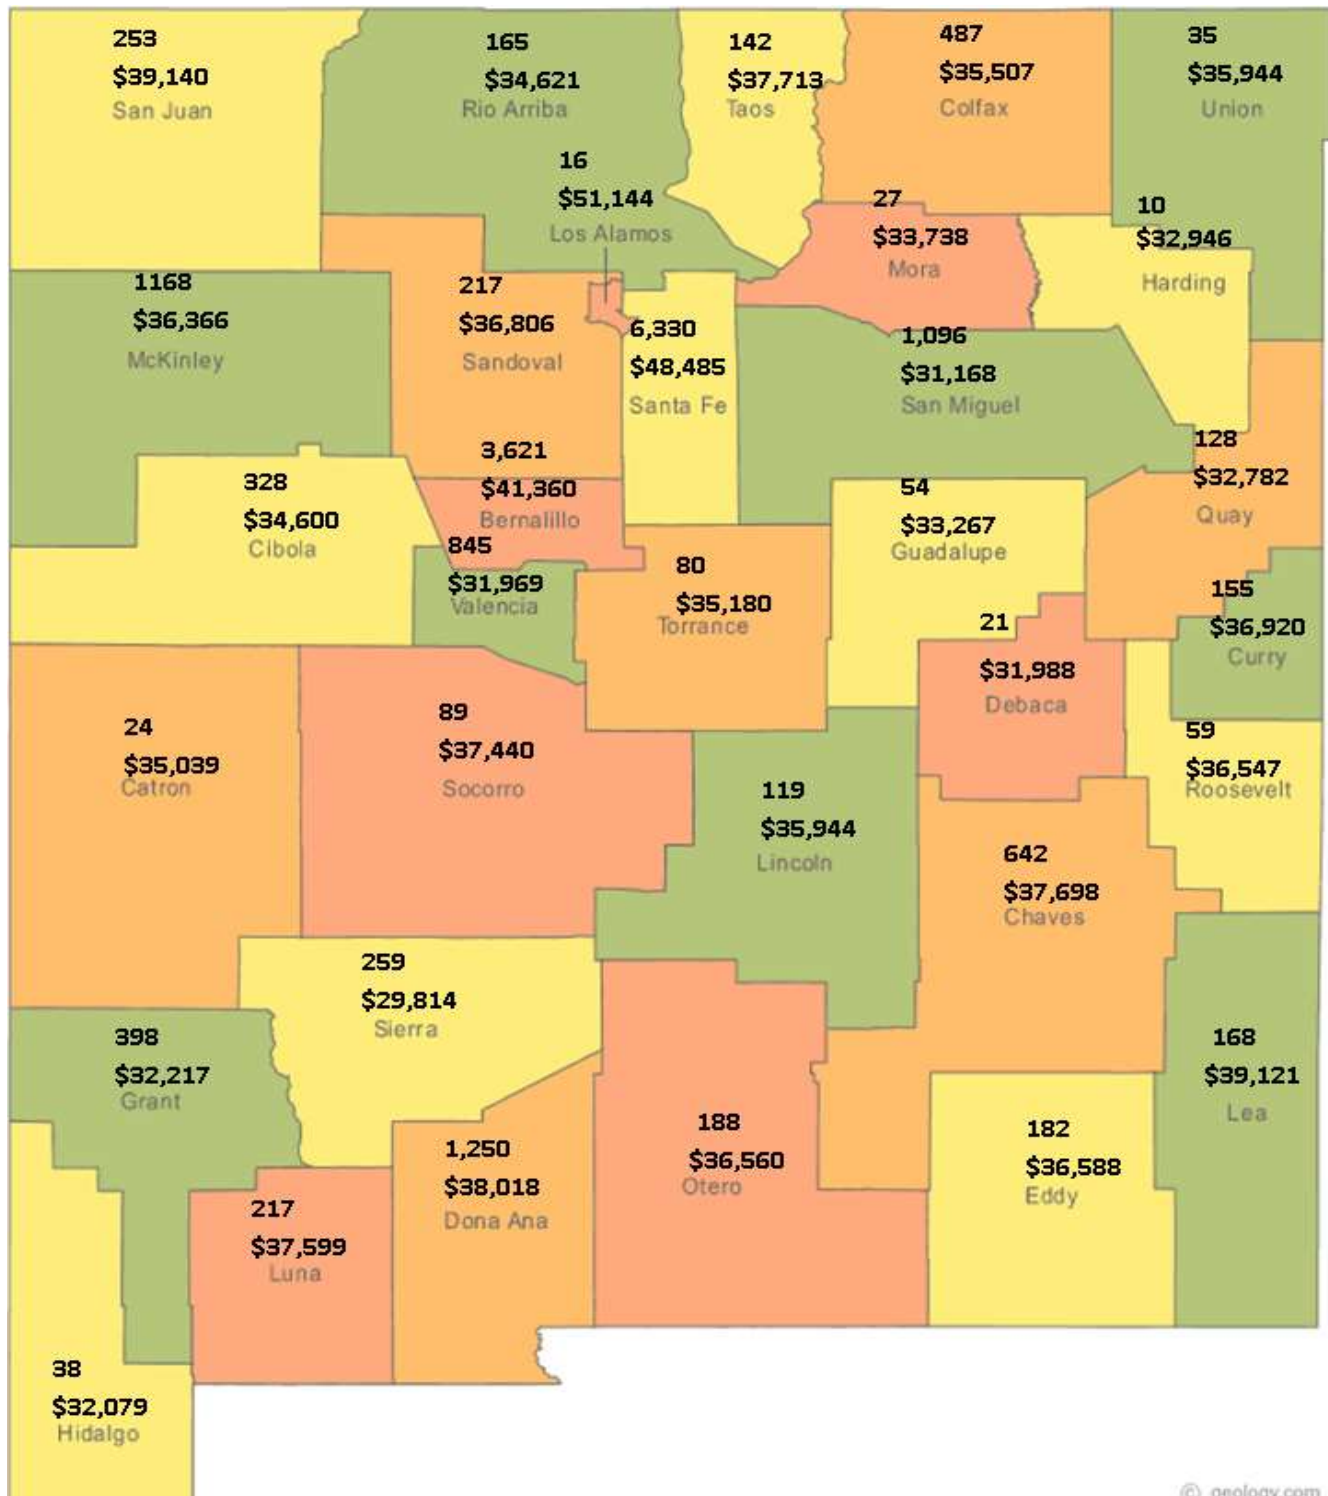 253
$39,140
San Juan
165
$34,621
Rio Arriba
142
$37,713
Taos
487
$35,507
Colfax
35
$35,944
Union
16
$51,144
Los Alamos
27
$33,738
Mora
10
$32,946
Harding
1168
$36,366
McKinley
217
$36,806
Sandoval
6,330
$48,485
Santa Fe
1,096
$31,168
San Miguel
128
$32,782
Quay
3,621
$41,360
Bernalillo
328
$34,600
Cibola
54
$33,267
Guadalupe
845
$31,969
Valencia
80
$35,180
Torrance
155
$36,920
Curry
21
$31,988
Debaca
24
$35,039
Catron
89
$37,440
Socorro
59
$36,547
Roosevelt
119
$35,944
Lincoln
642
$37,698
Chaves
259
$29,814
Sierra
398
$32,217
Grant
168
$39,121
Lea
188
$36,560
Otero
182
$36,588
Eddy
1,250
$38,018
Dona Ana
217
$37,599
Luna
38
$32,079
Hidalgo
© geology.com